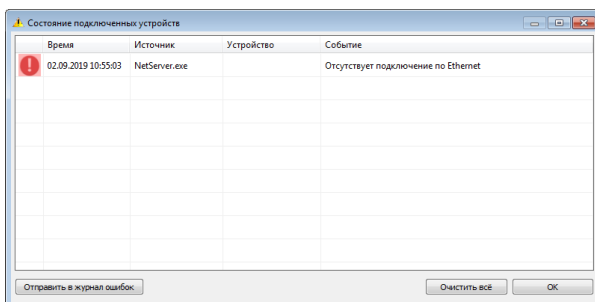 Состояние подключенных устройств
Время Источник Устройство Событие
02.09.2019 10:55:03 NetServer.exe Отсутствует подключение по Ethernet
Отправить в журнал ошибок Очистить всё OK